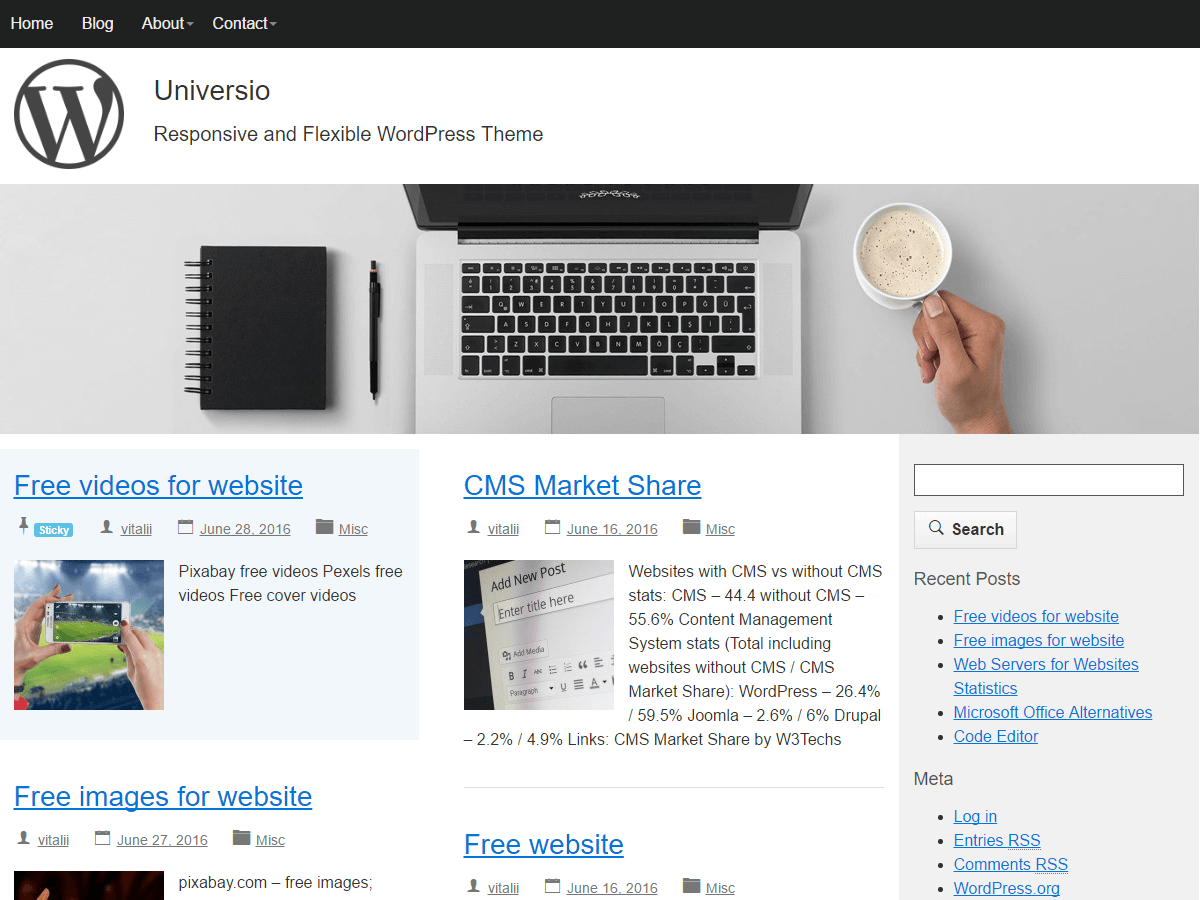 Home Blog About Contact
Universio
Responsive and Flexible WordPress Theme
Free videos for website
Sticky vitalii June 28, 2016 Misc
Pixabay free videos Pexels free
videos Free cover videos
Free images for website
vitalii June 27, 2016 Misc
pixabay.com – free images;
CMS Market Share
vitalii June 16, 2016 Misc
Add New Post
Enter title here
Add Media
Paragraph
Websites with CMS vs without CMS
stats: CMS – 44.4 without CMS –
55.6% Content Management
System stats (Total including
websites without CMS / CMS
Market Share): WordPress – 26.4%
/ 59.5% Joomla – 2.6% / 6% Drupal
– 2.2% / 4.9% Links: CMS Market Share by W3Techs
Free website
vitalii June 16, 2016 Misc
Search
Recent Posts
Free videos for website
Free images for website
Web Servers for Websites
Statistics
Microsoft Office Alternatives
Code Editor
Meta
Log in
Entries RSS
Comments RSS
WordPress.org